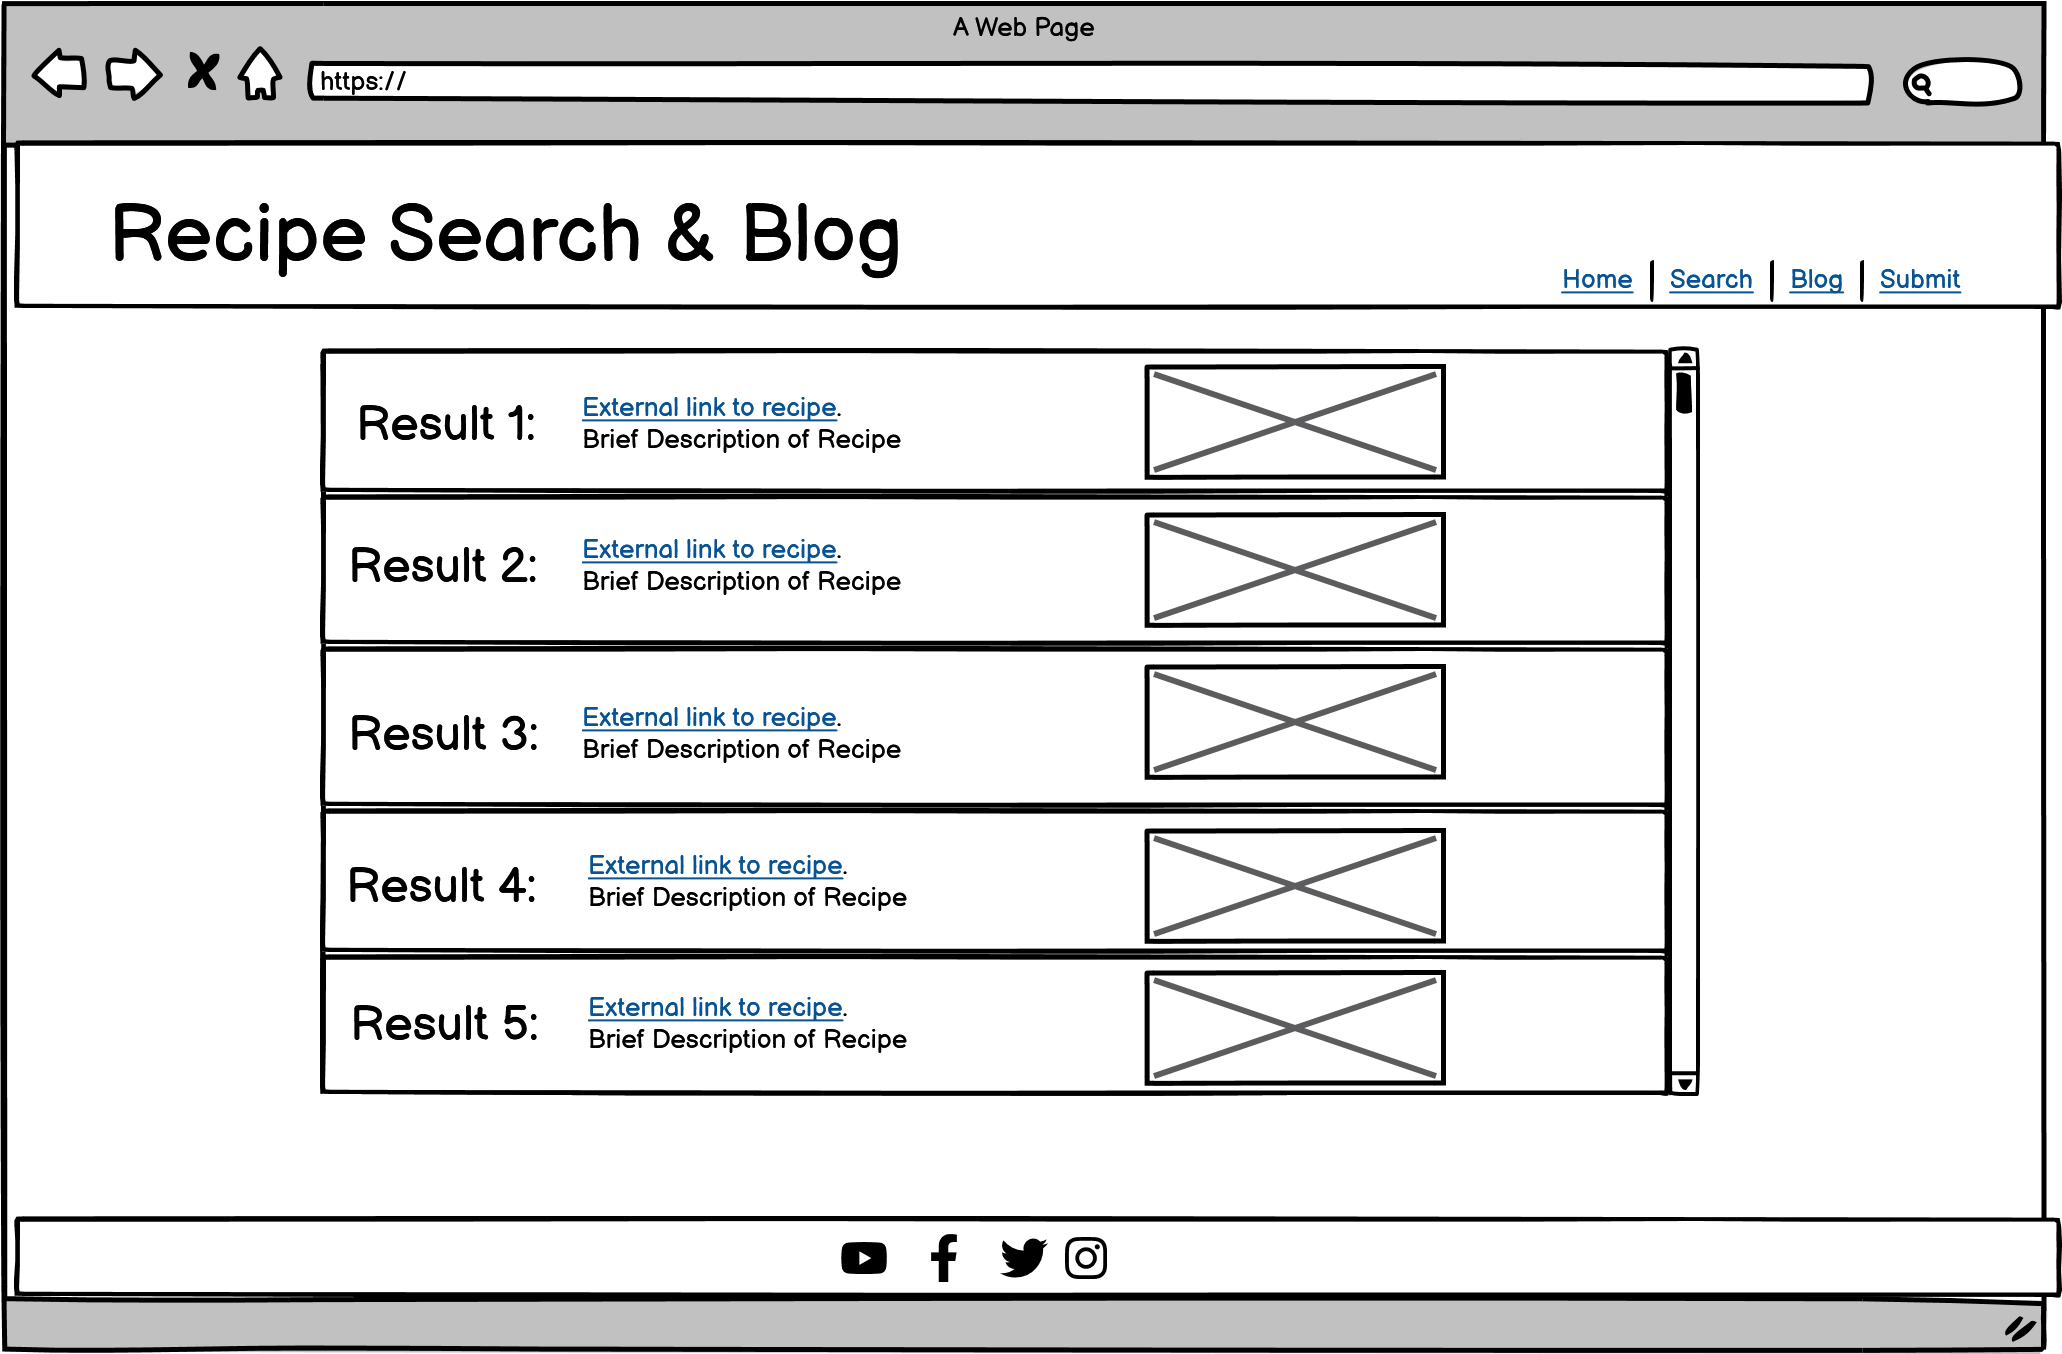 A Web Page
https://
Recipe Search & Blog
Home | Search | Blog | Submit
Result 1:
External link to recipe.
Brief Description of Recipe
Result 2:
External link to recipe.
Brief Description of Recipe
Result 3:
External link to recipe.
Brief Description of Recipe
Result 4:
External link to recipe.
Brief Description of Recipe
Result 5:
External link to recipe.
Brief Description of Recipe